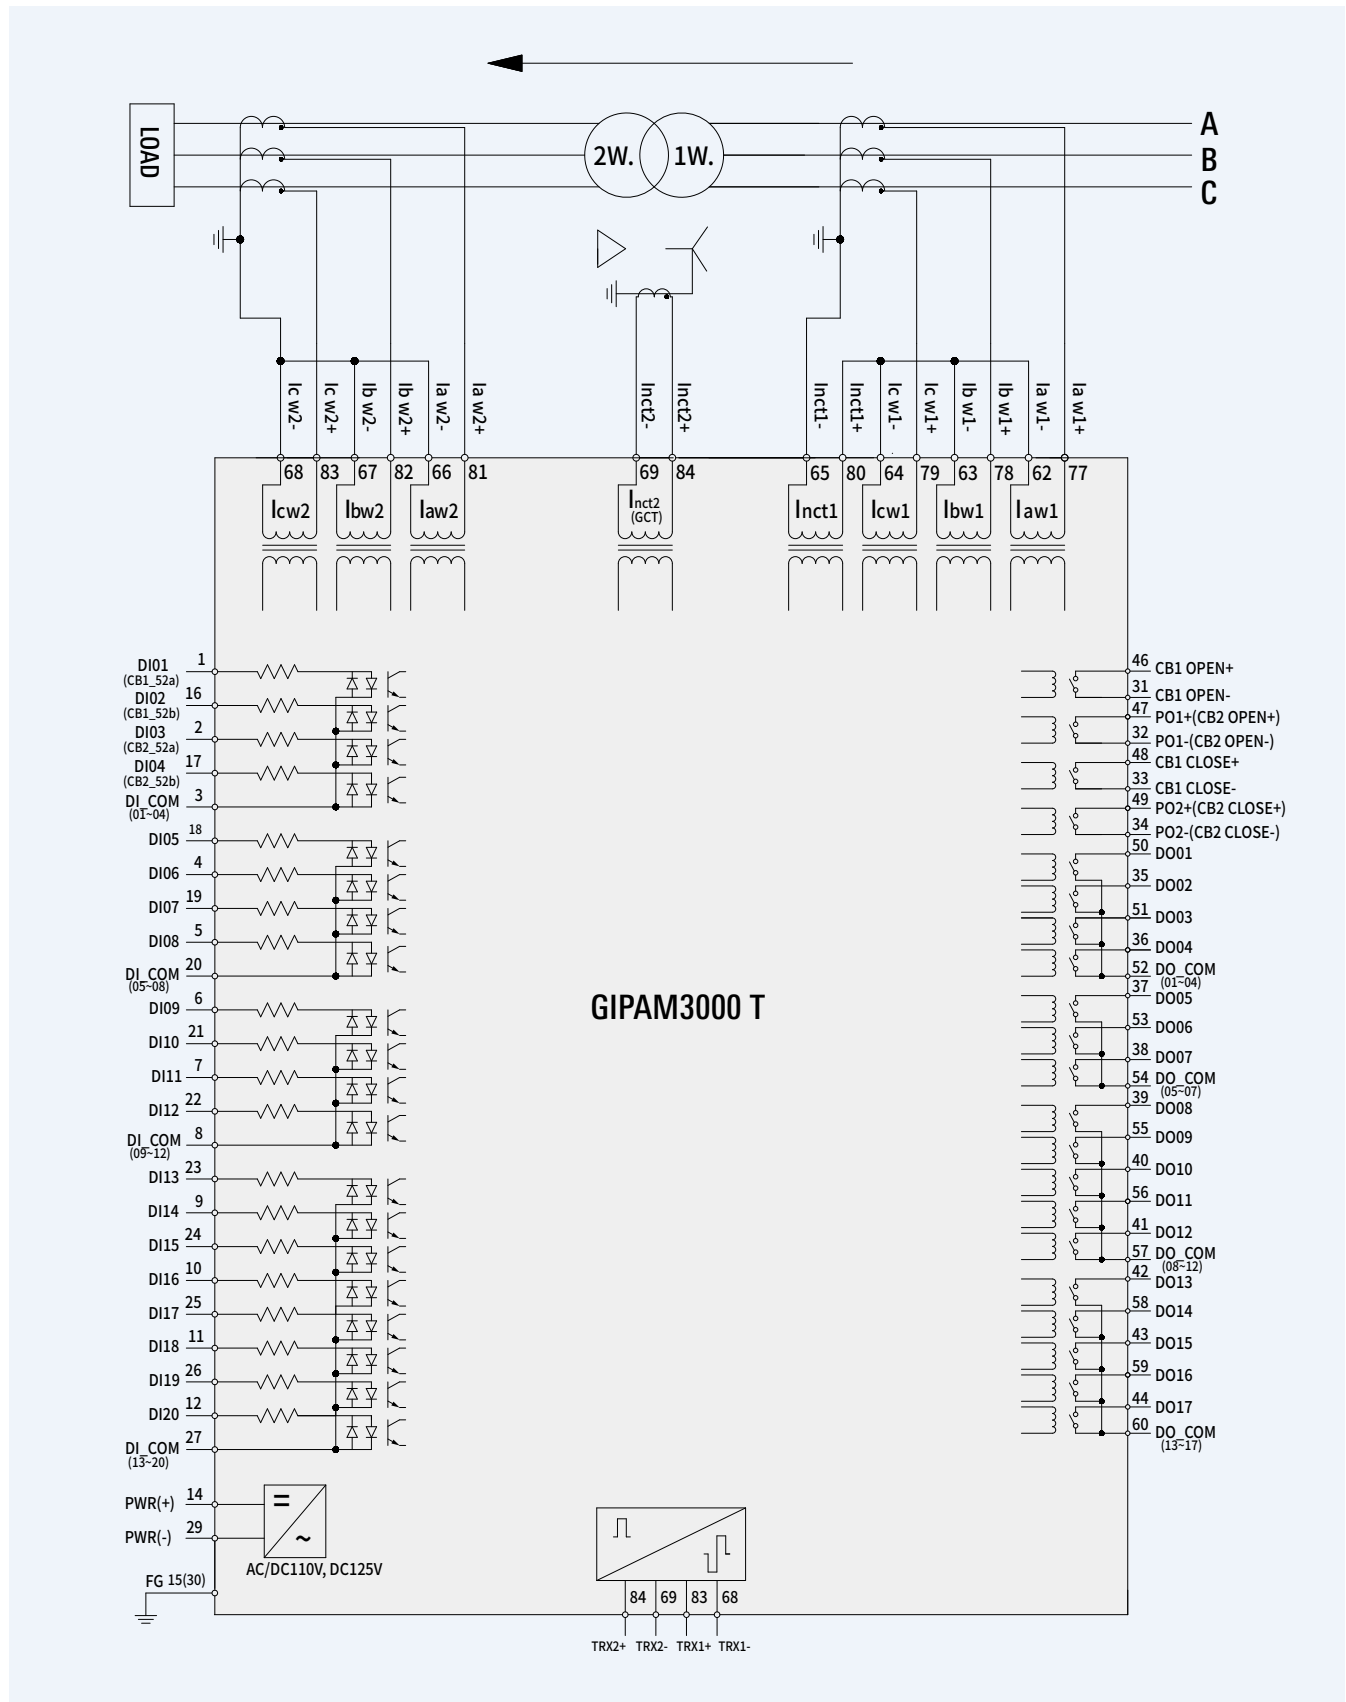 LOAD
2W.
1W.
A
B
C
Ic w2-
Ic w2+
Ib w2-
Ib w2+
Ia w2-
Ia w2+
Inct2-
Inct2+
Inct1-
Inct1+
Ic w1-
Ic w1+
Ib w1-
Ib w1+
Ia w1-
Ia w1+
68 83 67 82 66 81 69 84 65 80 64 79 63 78 62 77
Icw2
Ibw2
Iaw2
Inct2
(GCT)
Inct1
Icw1
Ibw1
Iaw1
DI01 1
(CB1_52a)
DI02 16
(CB1_52b)
DI03 2
(CB2_52a)
DI04 17
(CB2_52b)
DI_COM 3
(01~04)
DI05 18
DI06 4
DI07 19
DI08 5
DI_COM 20
(05~08)
DI09 6
DI10 21
DI11 7
DI12 22
DI_COM 8
(09~12)
DI13 23
DI14 9
DI15 24
DI16 10
DI17 25
DI18 11
DI19 26
DI20 12
DI_COM 27
(13~20)
PWR(+) 14
PWR(-) 29
AC/DC110V, DC125V
FG 15(30)
GIPAM3000 T
46 CB1 OPEN+
31 CB1 OPEN-
47 PO1+(CB2 OPEN+)
32 PO1-(CB2 OPEN-)
48 CB1 CLOSE+
33 CB1 CLOSE-
49 PO2+(CB2 CLOSE+)
34 PO2-(CB2 CLOSE-)
50 DO01
35 DO02
51 DO03
36 DO04
52 DO_COM
(01~04)
37 DO05
53 DO06
38 DO07
54 DO_COM
(05~07)
39 DO08
55 DO09
40 DO10
56 DO11
41 DO12
57 DO_COM
(08~12)
42 DO13
58 DO14
43 DO15
59 DO16
44 DO17
60 DO_COM
(13~17)
84 69 83 68
TRX2+ TRX2- TRX1+ TRX1-